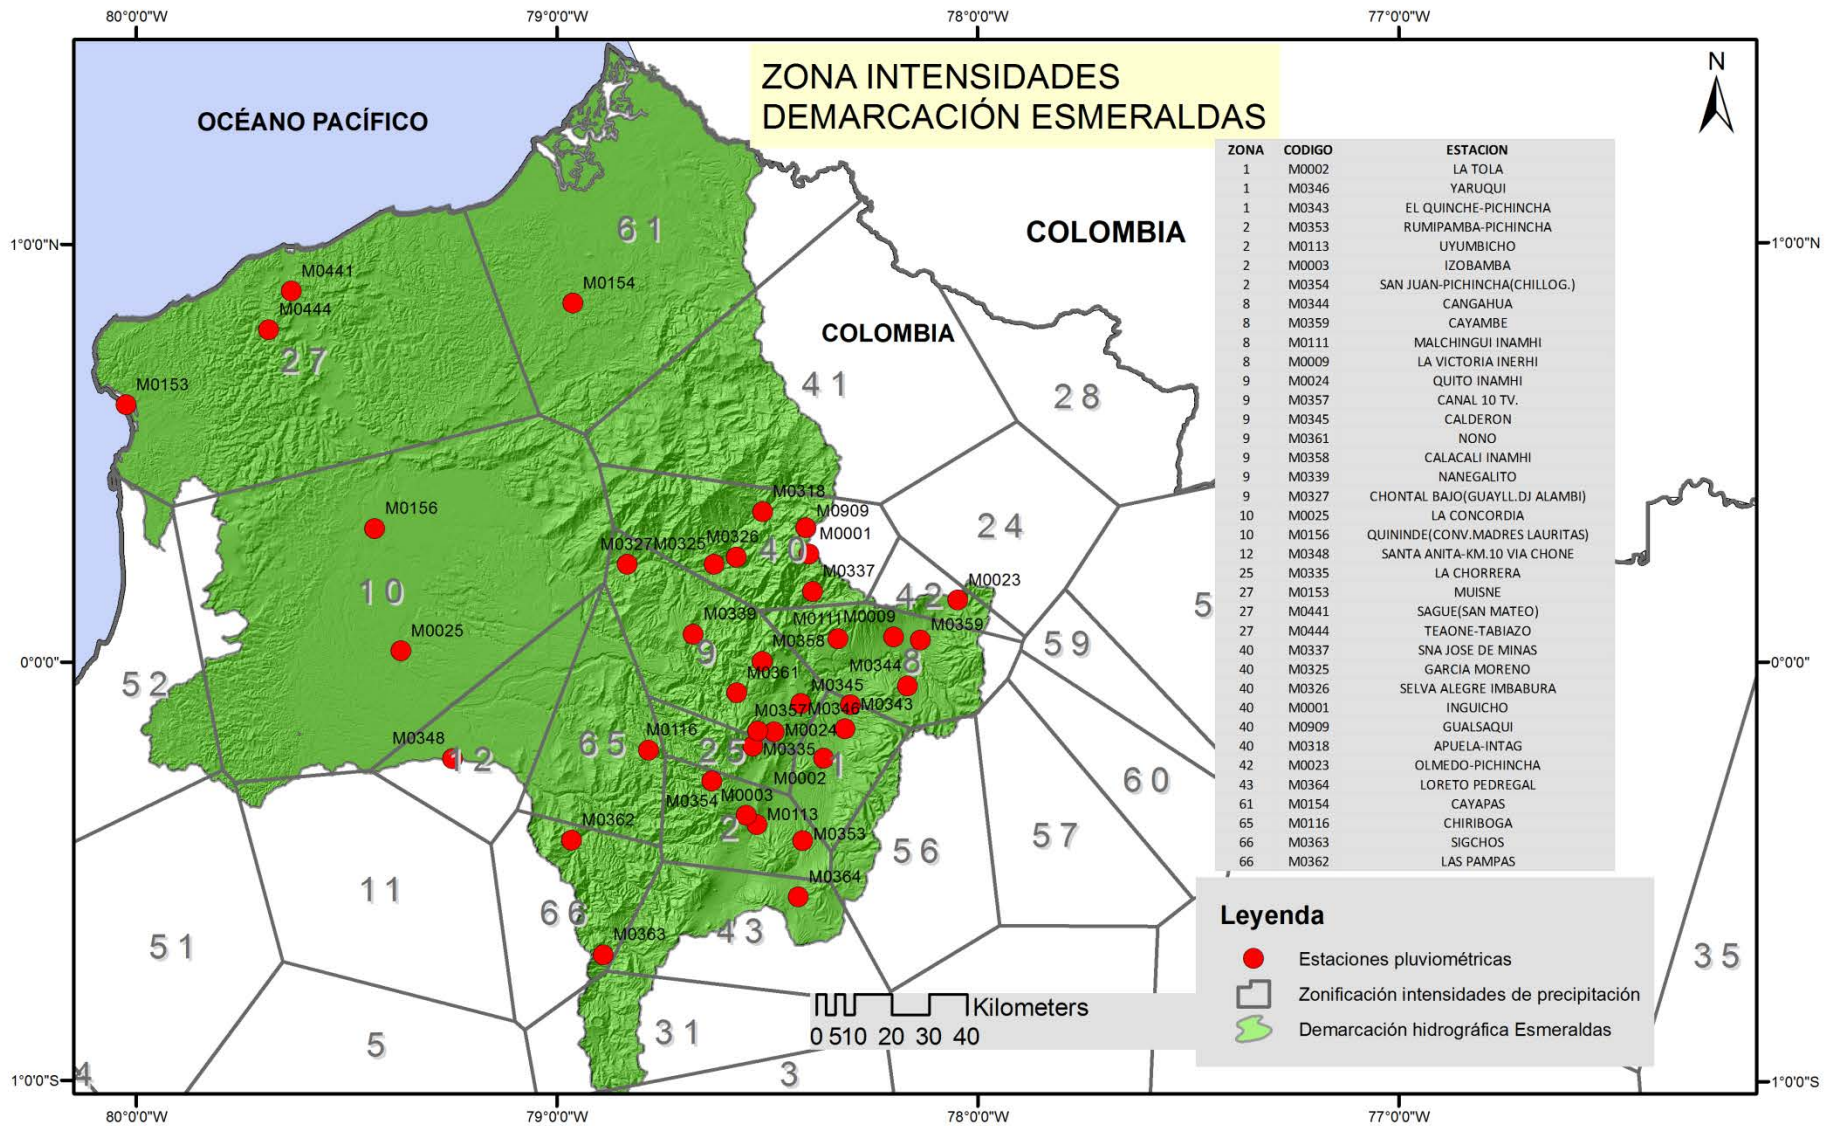 80°0'0"W 79°0'0"W 78°0'0"W 77°0'0"W
N
ZONA INTENSIDADES
DEMARCACIÓN ESMERALDAS
OCÉANO PACÍFICO
ZONA CODIGO ESTACION
1 M0002 LA TOLA
1 M0346 YARUQUI
1 M0343 EL QUINCHE-PICHINCHA
2 M0353 RUMIPAMBA-PICHINCHA
2 M0113 UYUMBICHO
2 M0003 IZOBAMBA
2 M0354 SAN JUAN-PICHINCHA(CHILLOG.)
8 M0344 CANGAHUA
8 M0359 CAYAMBE
8 M0111 MALCHINGUI INAMHI
8 M0009 LA VICTORIA INERHI
9 M0024 QUITO INAMHI
9 M0357 CANAL 10 TV.
9 M0345 CALDERON
9 M0361 NONO
9 M0358 CALACALI INAMHI
9 M0339 NANEGALITO
9 M0327 CHONTAL BAJO(GUAYLL.DJ ALAMBI)
10 M0025 LA CONCORDIA
10 M0156 QUININDE(CONV.MADRES LAURITAS)
12 M0348 SANTA ANITA-KM.10 VIA CHONE
25 M0335 LA CHORRERA
27 M0153 MUISNE
27 M0441 SAGUE(SAN MATEO)
27 M0444 TEAONE-TABIAZO
40 M0337 SNA JOSE DE MINAS
40 M0325 GARCIA MORENO
40 M0326 SELVA ALEGRE IMBABURA
40 M0001 INGUICHO
40 M0909 GUALSAQUI
40 M0318 APUELA-INTAG
42 M0023 OLMEDO-PICHINCHA
43 M0364 LORETO PEDREGAL
61 M0154 CAYAPAS
65 M0116 CHIRIBOGA
66 M0363 SIGCHOS
66 M0362 LAS PAMPAS
61
COLOMBIA
1°0'0"N 1°0'0"N
M0441
M0154
M0444
COLOMBIA
27
M0153
41
28
M0318
M0156
M0909
24
M0001
M0327 M0325 M0326
40
M0337
M0023
10
42
5
M0339
M0111 M0009
M0359
M0025
M0358
59
9
0°0'0" 0°0'0"
M0361
M0344
8
52
M0345
M0357 M0346 M0343
M0116
M0024
M0348
65
25
M0335
12
1
M0002
60
M0354 M0003
M0362
M0113
2
M0353
56
57
M0364
11
66
M0363
43
51
35
Leyenda
Estaciones pluviométricas
Zonificación intensidades de precipitación
Demarcación hidrográfica Esmeraldas
Kilometers
0 5 10 20 30 40
31
5
3
4
1°0'0"S 1°0'0"S
80°0'0"W 79°0'0"W 78°0'0"W 77°0'0"W